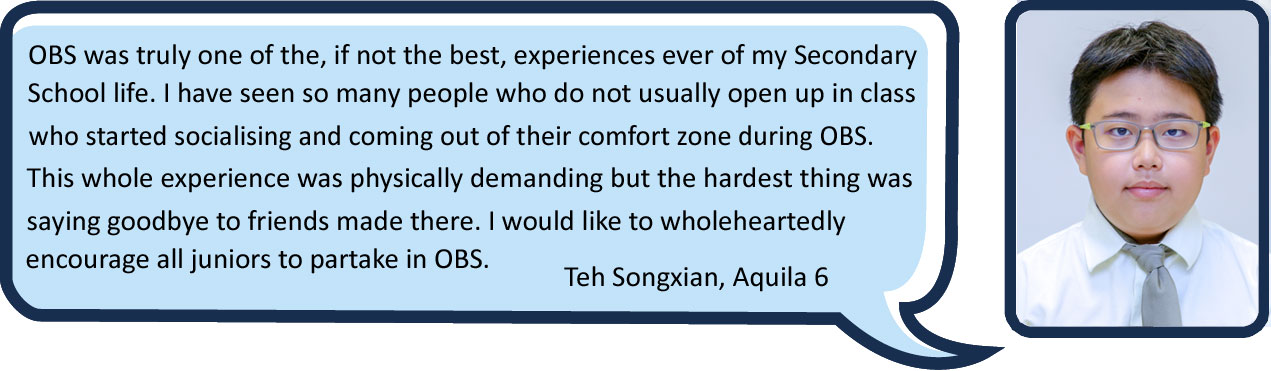 OBS was truly one of the, if not the best, experiences ever of my Secondary
School life. I have seen so many people who do not usually open up in class
who started socialising and coming out of their comfort zone during OBS.
This whole experience was physically demanding but the hardest thing was
saying goodbye to friends made there. I would like to wholeheartedly
encourage all juniors to partake in OBS.
Teh Songxian, Aquila 6